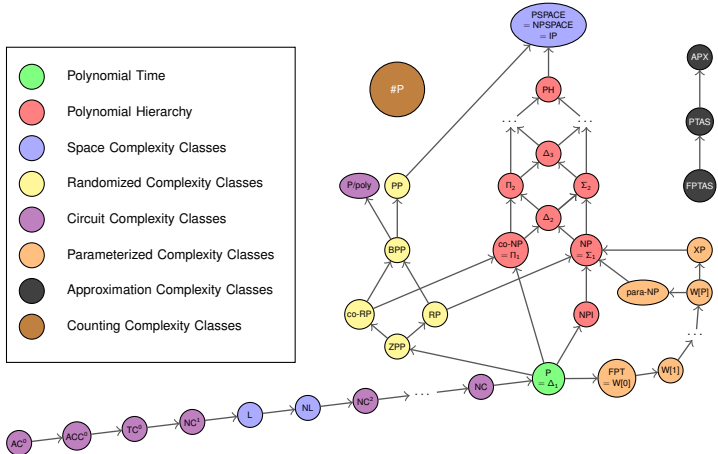 Polynomial Time
Polynomial Hierarchy
Space Complexity Classes
Randomized Complexity Classes
Circuit Complexity Classes
Parameterized Complexity Classes
Approximation Complexity Classes
Counting Complexity Classes
PSPACE
= NPSPACE
= IP
#P
PH
APX
...
...
PTAS
Δ₃
P/poly
PP
Π₂
Σ₂
FPTAS
Δ₂
BPP
co-NP
= Π₁
NP
= Σ₁
XP
para-NP
W[P]
co-RP
RP
NPI
...
ZPP
P
= Δ₁
FPT
= W[0]
W[1]
AC⁰
ACC⁰
TC⁰
NC¹
L
NL
NC²
...
NC